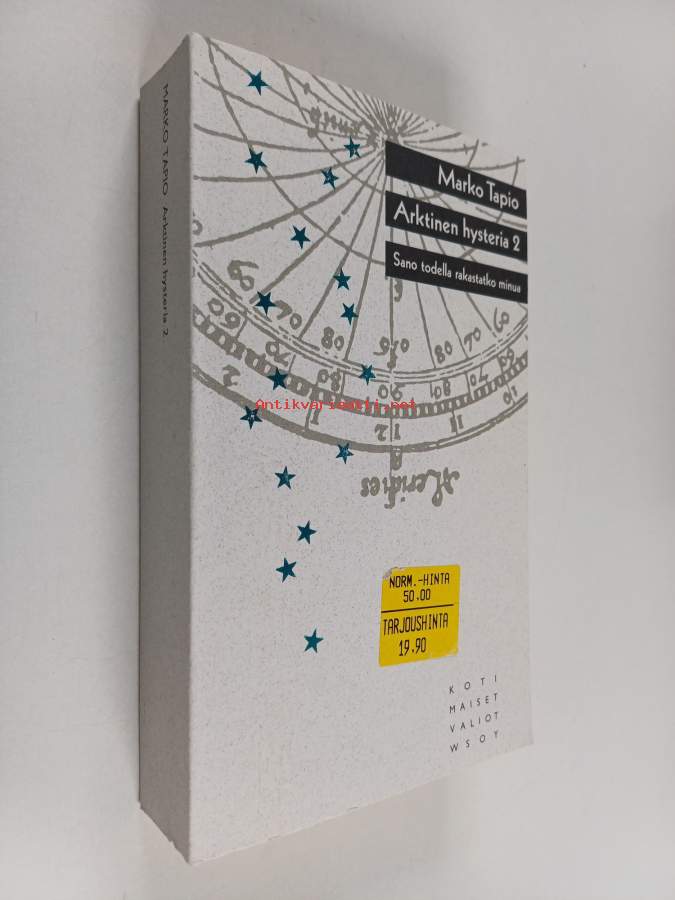 MARKO TAPIO Arktinen hysteria 2
Marko Tapio
Arktinen hysteria 2
Sano todella rakastatko minua
Antikvariaatti.net
Meridies
NORM.-HINTA
50.00
TARJOUSHINTA
19.90
KOTI
MAISET
VALIOT
WSOY